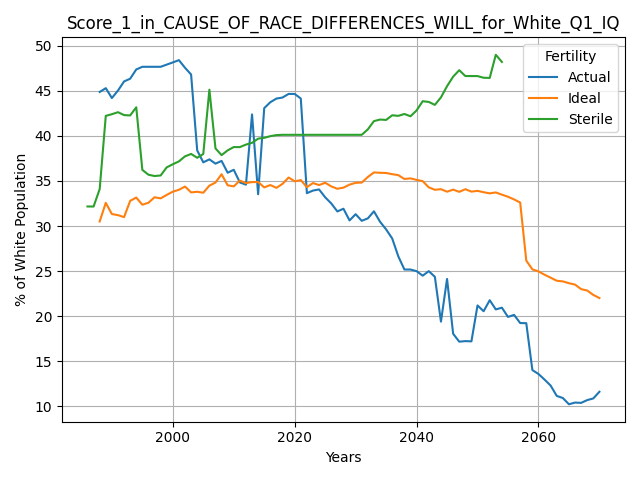 Score_1_in_CAUSE_OF_RACE_DIFFERENCES_WILL_for_White_Q1_IQ
50
45
40
35
30
25
20
15
10
% of White Population
Fertility
Actual
Ideal
Sterile
2000 2020 2040 2060
Years